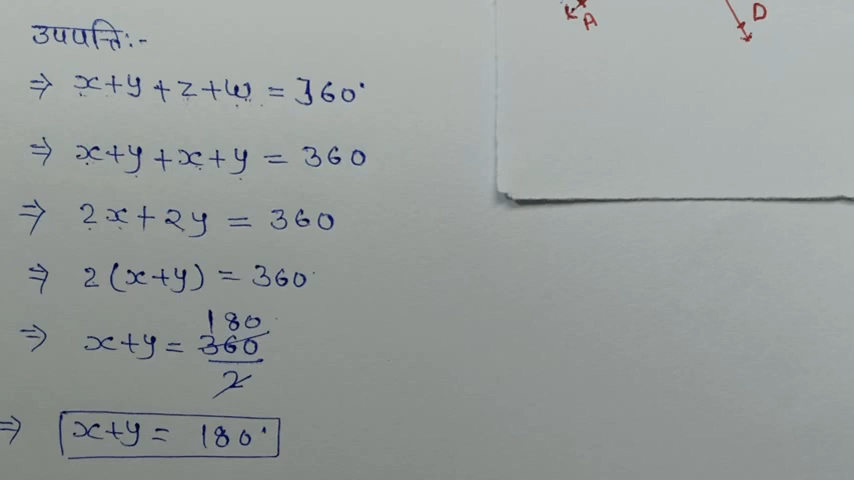 A
D
उपपत्ति:-
⇒ x+y+z+w = 360°
⇒ x+y+x+y = 360
⇒ 2x+2y = 360
⇒ 2(x+y) = 360
180
⇒ x+y = 360
2
⇒ x+y = 180°